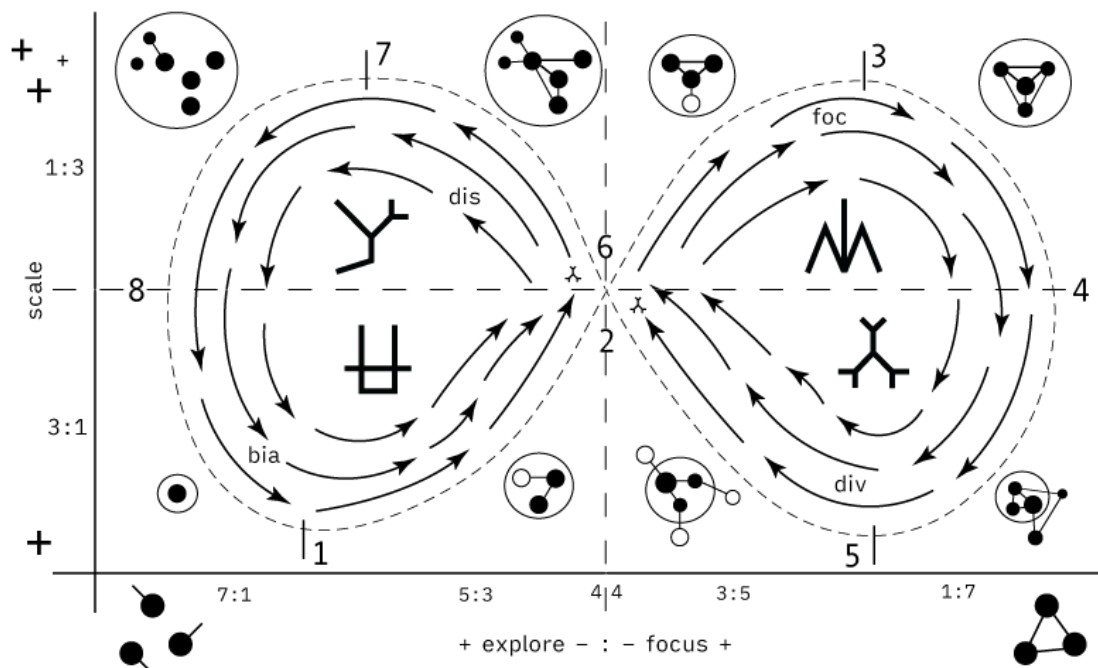 7
3
foc
1:3
dis
6
8
4
scale
2
3:1
bia
div
1
5
7:1
5:3
4:4
3:5
1:7
+ explore – : – focus +